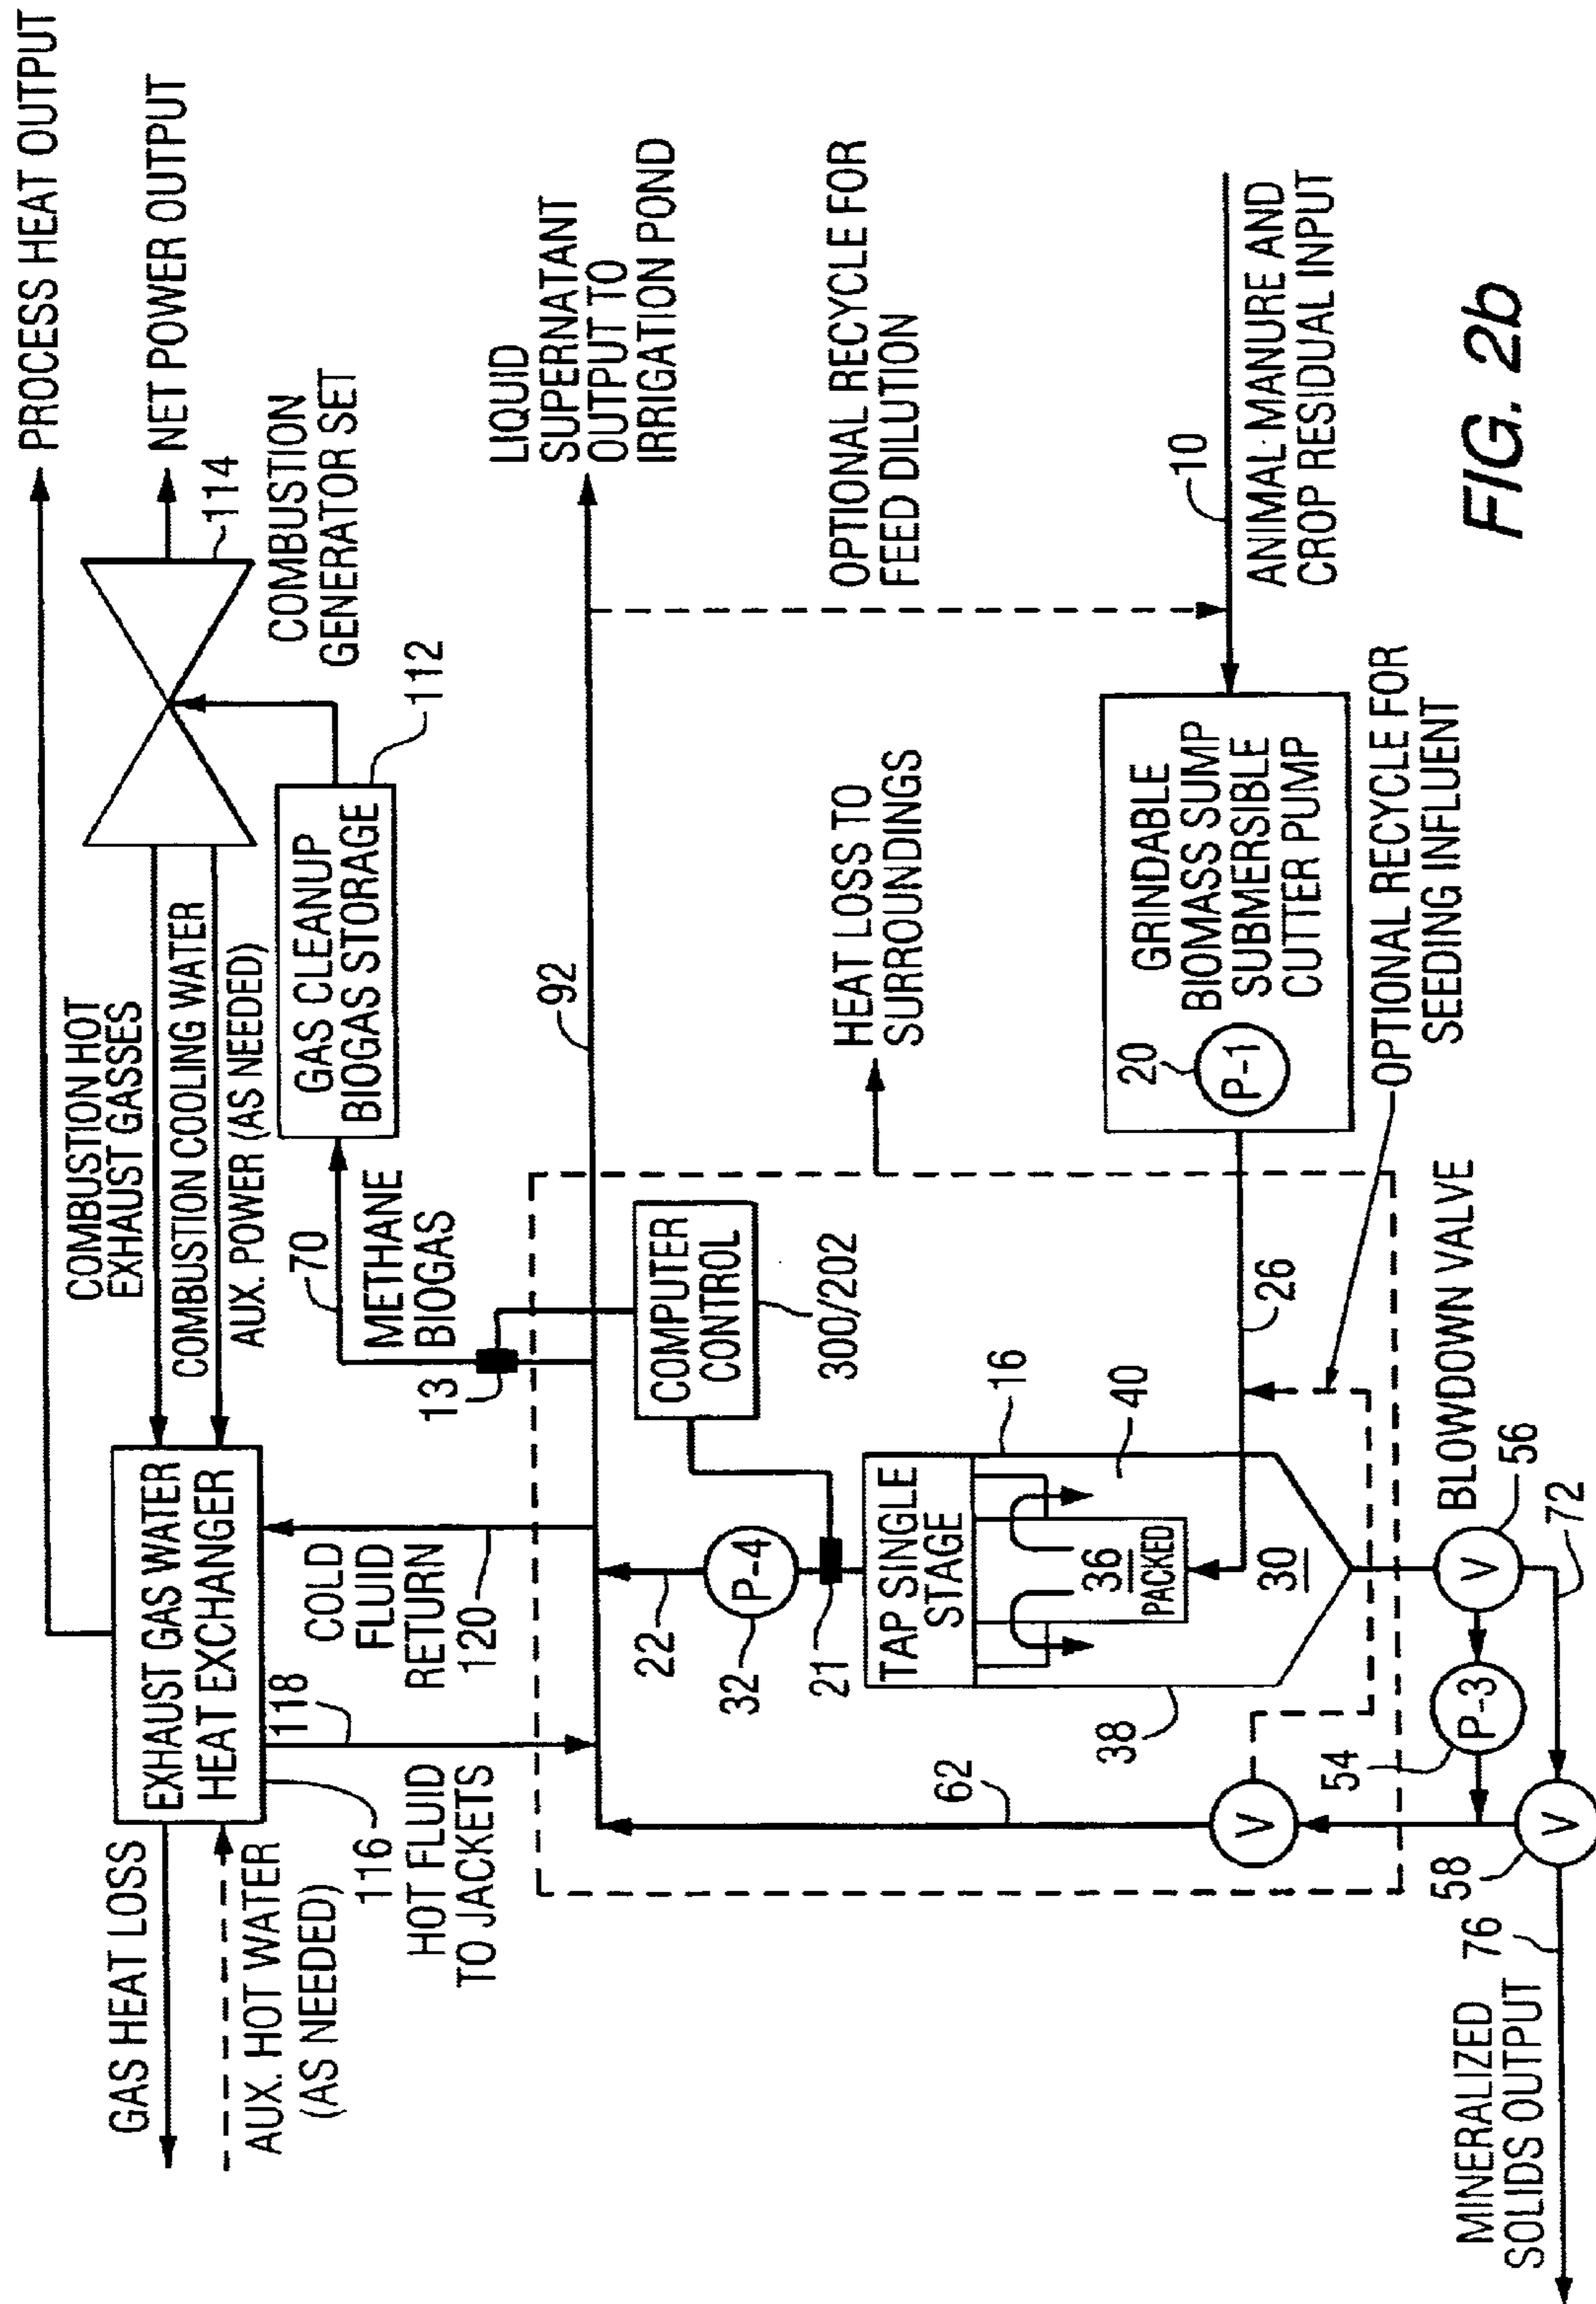 PROCESS HEAT OUTPUT
NET POWER OUTPUT
114
COMBUSTION
GENERATOR SET
COMBUSTION HOT
EXHAUST GASSES
COMBUSTION COOLING WATER
AUX. POWER (AS NEEDED)
GAS CLEANUP
BIOGAS STORAGE
112
GAS HEAT LOSS
AUX. HOT WATER
(AS NEEDED)
EXHAUST GAS WATER
HEAT EXCHANGER
116
118
HOT FLUID
TO JACKETS
COLD
FLUID
RETURN
120
70
METHANE
BIOGAS
13
92
LIQUID
SUPERNATANT
OUTPUT TO
IRRIGATION POND
COMPUTER
CONTROL
300/202
22
P-4
32
21
HEAT LOSS TO
SURROUNDINGS
OPTIONAL RECYCLE FOR
FEED DILUTION
TAP SINGLE
STAGE
16
40
36
PACKED
30
38
62
V
26
GRINDABLE
BIOMASS SUMP
SUBMERSIBLE
CUTTER PUMP
20
P-1
10
ANIMAL MANURE AND
CROP RESIDUAL INPUT
OPTIONAL RECYCLE FOR
SEEDING INFLUENT
BLOWDOWN VALVE
V
56
72
P-3
54
V
58
76
MINERALIZED
SOLIDS OUTPUT
FIG. 2b